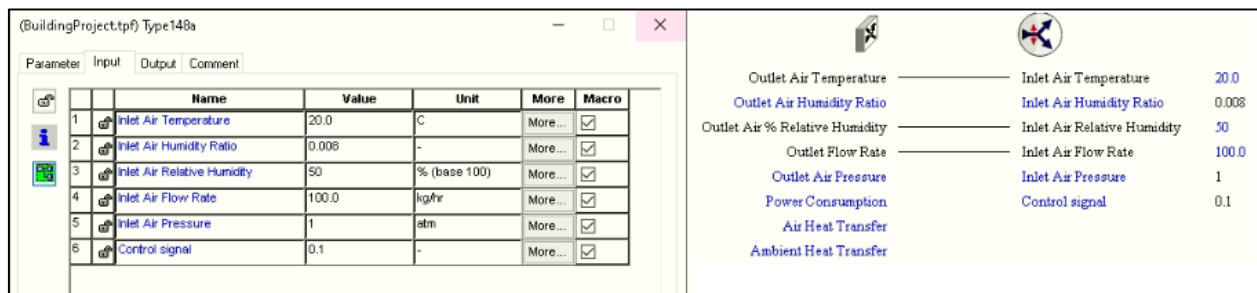 (BuildingProject.tpf) Type148a
Parameter Input Output Comment
Name Value Unit More Macro
1 Inlet Air Temperature 20.0 C More...
2 Inlet Air Humidity Ratio 0.008 - More...
3 Inlet Air Relative Humidity 50 % (base 100) More...
4 Inlet Air Flow Rate 100.0 kg/hr More...
5 Inlet Air Pressure 1 atm More...
6 Control signal 0.1 - More...
Outlet Air Temperature Inlet Air Temperature 20.0
Outlet Air Humidity Ratio Inlet Air Humidity Ratio 0.008
Outlet Air % Relative Humidity Inlet Air Relative Humidity 50
Outlet Flow Rate Inlet Air Flow Rate 100.0
Outlet Air Pressure Inlet Air Pressure 1
Power Consumption Control signal 0.1
Air Heat Transfer
Ambient Heat Transfer